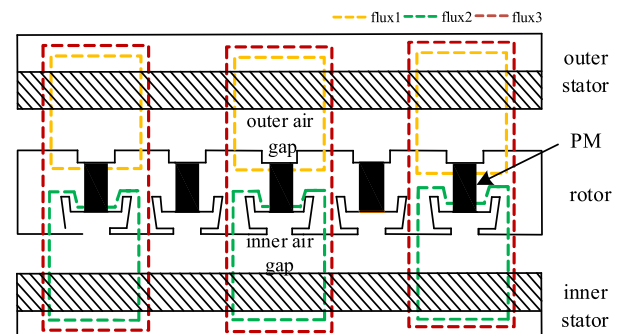 flux1 flux2 flux3
outer
stator
outer air
gap
PM
rotor
inner air
gap
inner
stator